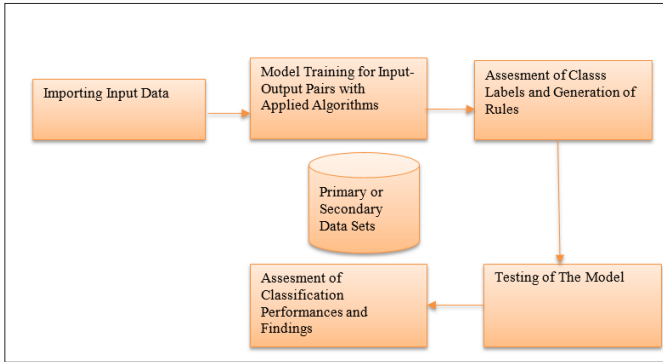 Importing Input Data
Model Training for Input-
Output Pairs with
Applied Algorithms
Assesment of Classs
Labels and Generation of
Rules
Primary or
Secondary
Data Sets
Assesment of
Classification
Performances and
Findings
Testing of The Model